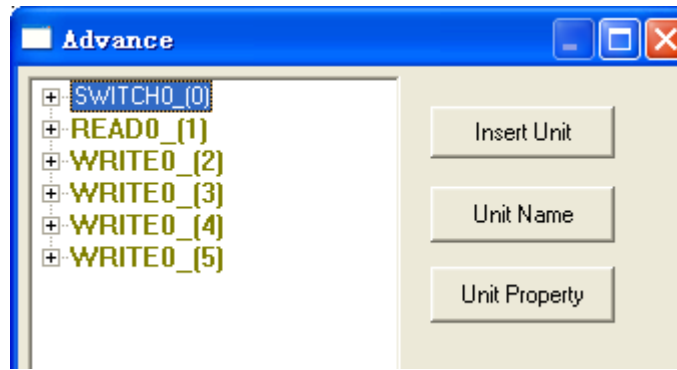 Advance
SWITCH0_(0)
READ0_(1)
WRITE0_(2)
WRITE0_(3)
WRITE0_(4)
WRITE0_(5)
Insert Unit
Unit Name
Unit Property